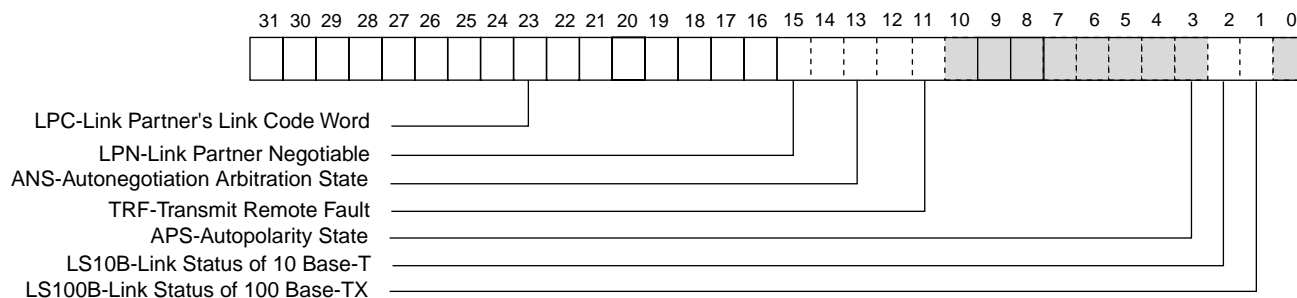 31 30 29 28 27 26 25 24 23 22 21 20 19 18 17 16 15 14 13 12 11 10 9 8 7 6 5 4 3 2 1 0
LPC-Link Partner's Link Code Word
LPN-Link Partner Negotiable
ANS-Autonegotiation Arbitration State
TRF-Transmit Remote Fault
APS-Autopolarity State
LS10B-Link Status of 10 Base-T
LS100B-Link Status of 100 Base-TX